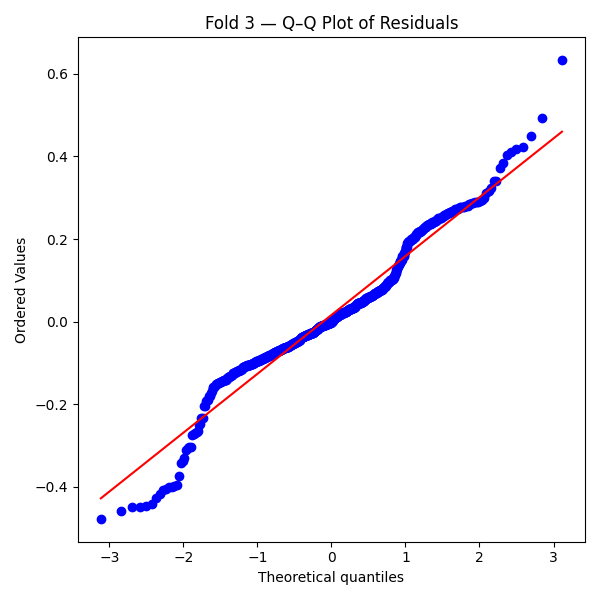 Fold 3 — Q–Q Plot of Residuals
Ordered Values
0.6
0.4
0.2
0.0
−0.2
−0.4
−3 −2 −1 0 1 2 3
Theoretical quantiles